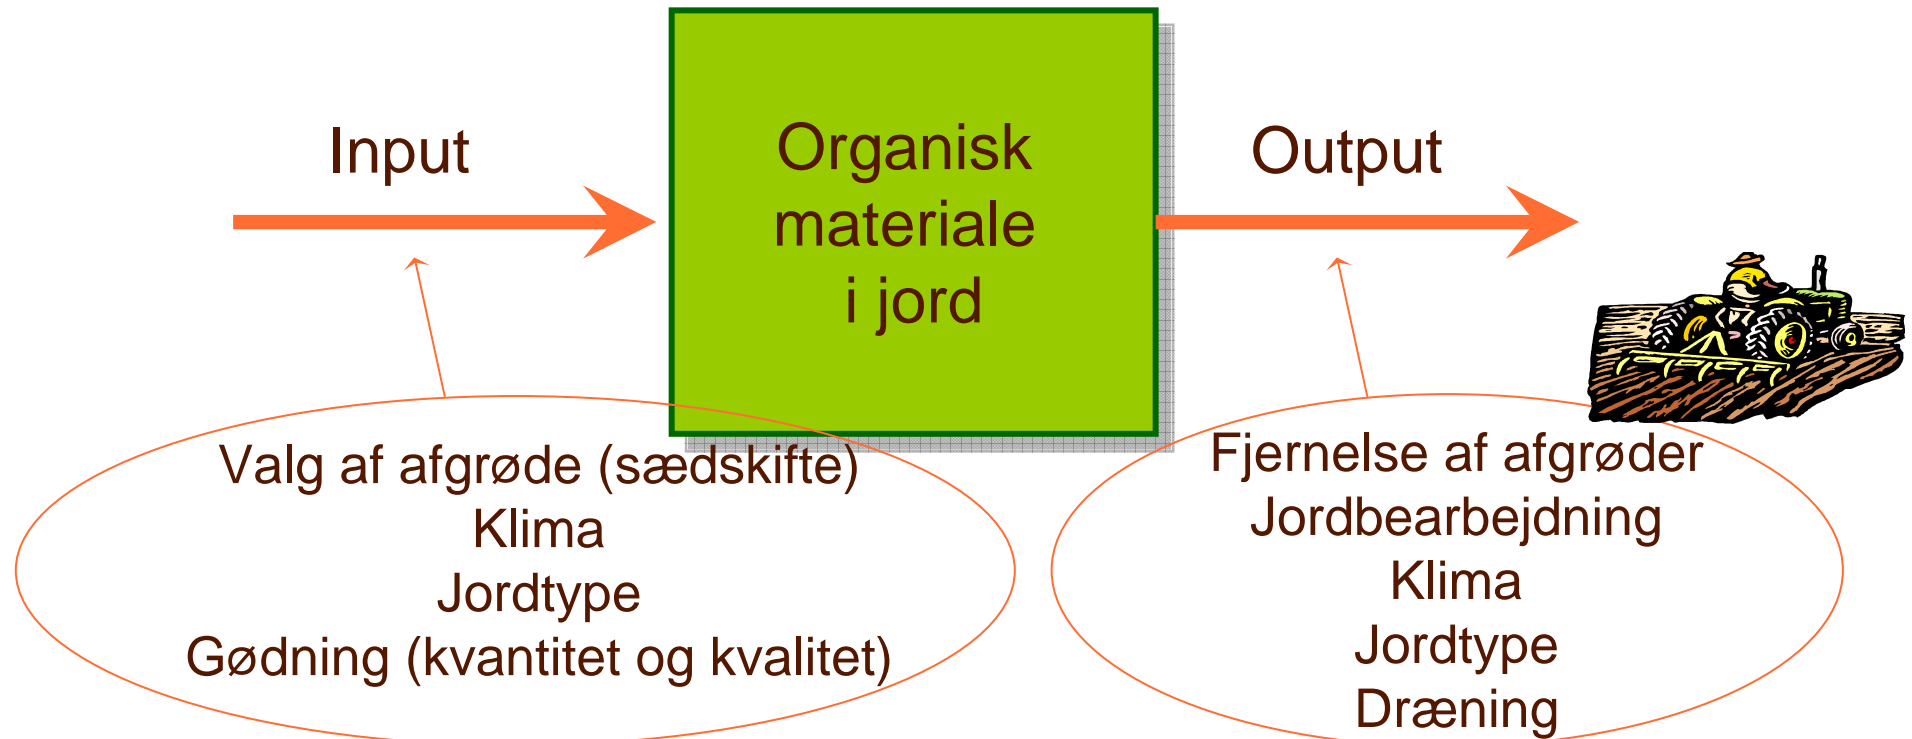 Input
Organisk
materiale
i jord
Output
Valg af afgrøde (sædskifte)
Klima
Jordtype
Gødning (kvantitet og kvalitet)
Fjernelse af afgrøder
Jordbearbejdning
Klima
Jordtype
Dræning